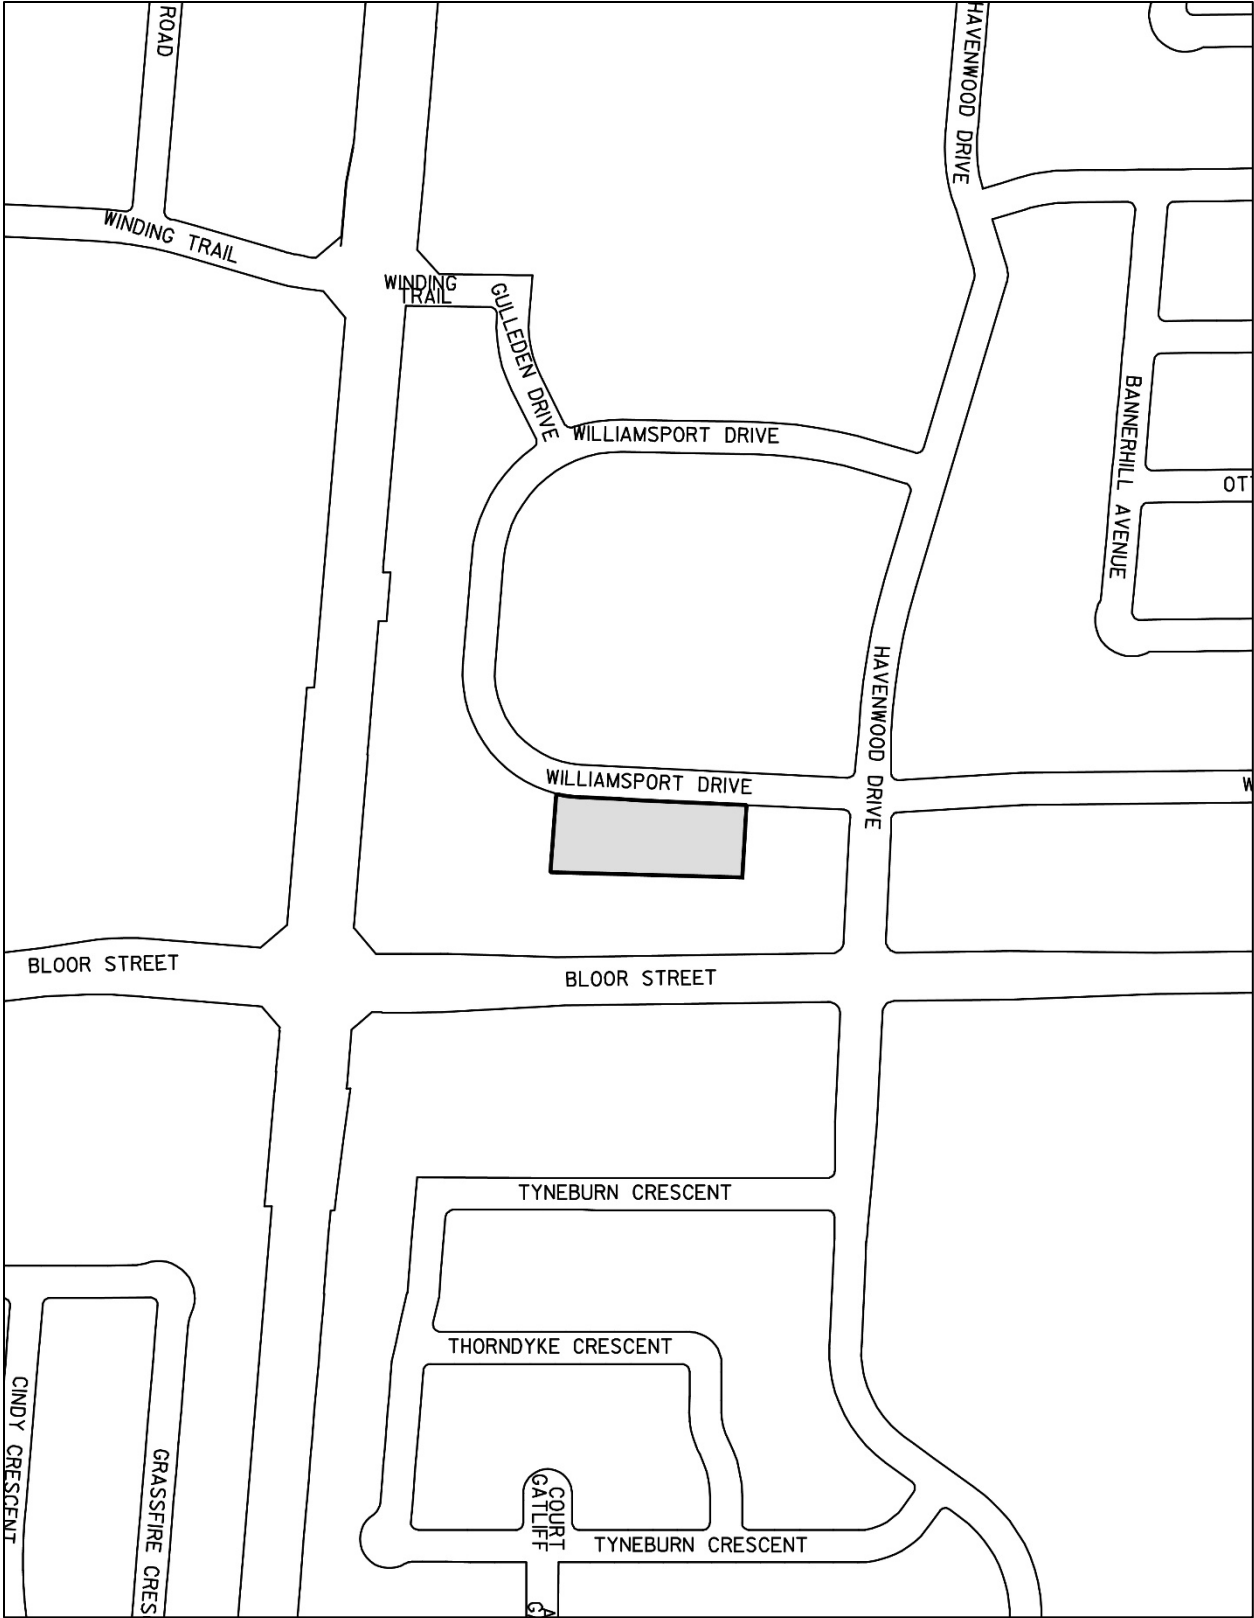 ROAD
HAVENWOOD DRIVE
WINDING TRAIL
WINDING
TRAIL
GULLEDEN DRIVE
WILLIAMSPORT DRIVE
BANNERHILL AVENUE
OT
HAVENWOOD DRIVE
WILLIAMSPORT DRIVE
W
BLOOR STREET
BLOOR STREET
TYNEBURN CRESCENT
THORNDYKE CRESCENT
CINDY CRESCENT
GRASSFIRE CRES
COURT
GATLIFF
TYNEBURN CRESCENT